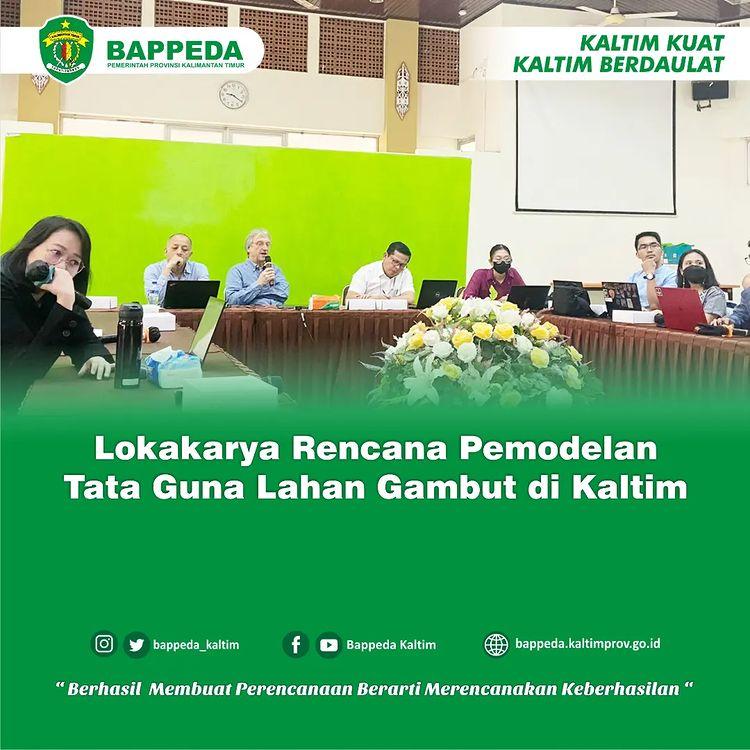 BAPPEDA
PEMERINTAH PROVINSI KALIMANTAN TIMUR
KALTIM KUAT
KALTIM BERDAULAT
Lokakarya Rencana Pemodelan
Tata Guna Lahan Gambut di Kaltim
bappeda_kaltim
Bappeda Kaltim
bappeda.kaltimprov.go.id
“ Berhasil Membuat Perencanaan Berarti Merencanakan Keberhasilan “